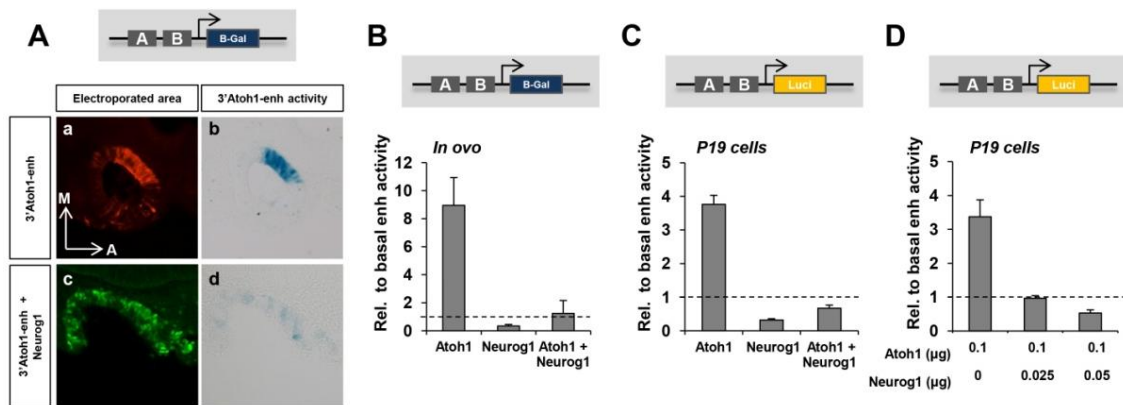 A
A B B-Gal
Electroporated area
3'Atoh1-enh activity
3'Atoh1-enh
a
M
A
b
3'Atoh1-enh +
Neurog1
c
d
B
A B B-Gal
In ovo
Rel. to basal enh activity
12
10
8
6
4
2
0
Atoh1 Neurog1 Atoh1 +
Neurog1
C
A B Luci
P19 cells
Rel. to basal enh activity
5
4
3
2
1
0
Atoh1 Neurog1 Atoh1 +
Neurog1
D
A B Luci
P19 cells
Rel. to basal enh activity
5
4
3
2
1
0
Atoh1 (µg) 0.1 0.1 0.1
Neurog1 (µg) 0 0.025 0.05